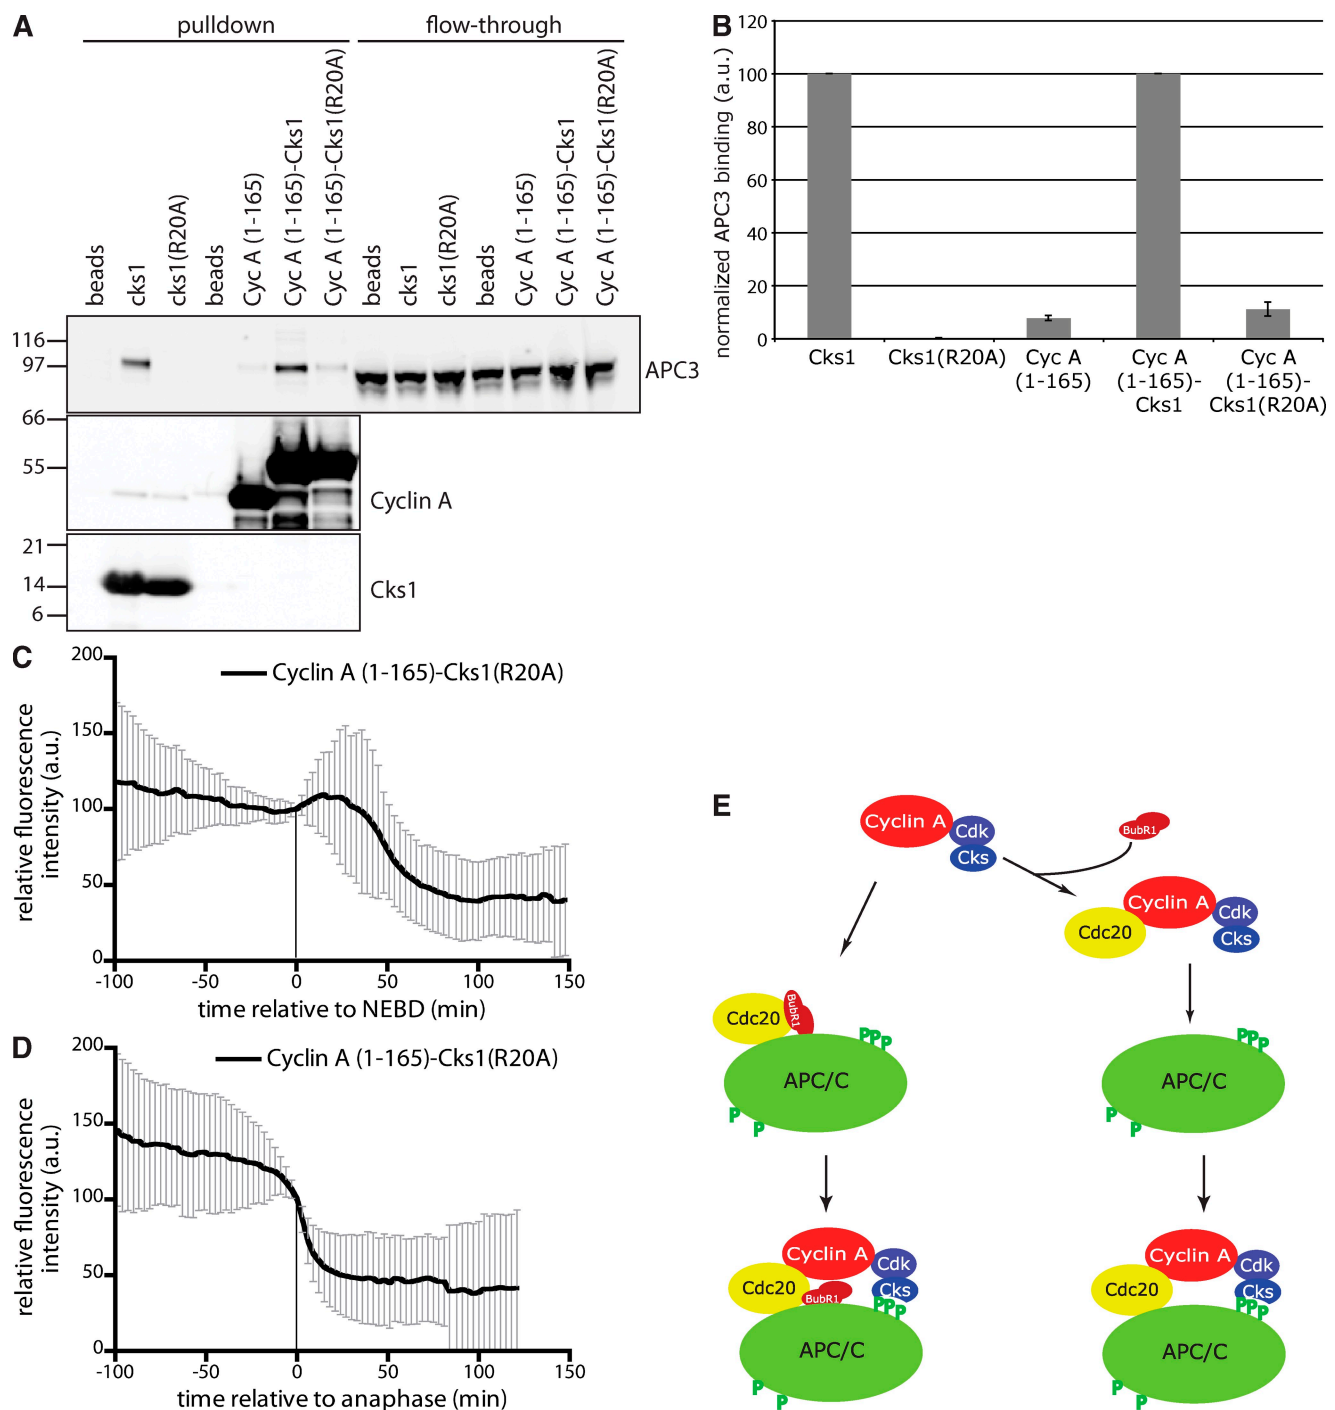 A
pulldown
flow-through
beads
cks1
cks1(R20A)
beads
Cyc A (1-165)
Cyc A (1-165)-Cks1
Cyc A (1-165)-Cks1(R20A)
beads
cks1
cks1(R20A)
beads
Cyc A (1-165)
Cyc A (1-165)-Cks1
Cyc A (1-165)-Cks1(R20A)
116
97
APC3
66
55
Cyclin A
21
14
6
Cks1
B
normalized APC3 binding (a.u.)
120
100
80
60
40
20
0
Cks1
Cks1(R20A)
Cyc A
(1-165)
Cyc A
(1-165)-
Cks1
Cyc A
(1-165)-
Cks1(R20A)
C
Cyclin A (1-165)-Cks1(R20A)
relative fluorescence
intensity (a.u.)
200
150
100
50
0
-100
-50
0
50
100
150
time relative to NEBD (min)
D
Cyclin A (1-165)-Cks1(R20A)
relative fluorescence
intensity (a.u.)
200
150
100
50
0
-100
-50
0
50
100
150
time relative to anaphase (min)
E
Cyclin A
Cdk
Cks
BubR1
Cyclin A
Cdk
Cks
Cdc20
Cdc20
BubR1
P P P
APC/C
P
P
P P P
APC/C
P
P
Cyclin A
Cdk
Cks
Cdc20
BubR1
P P P
APC/C
P
P
Cyclin A
Cdk
Cks
Cdc20
P P P
APC/C
P
P